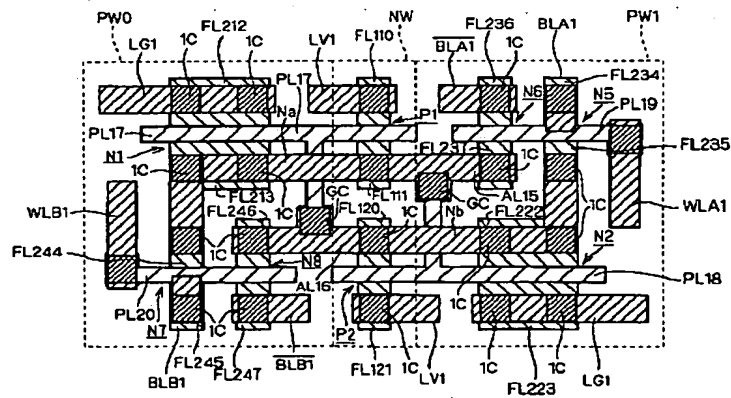 PW0 FL212 LV1 FL110 NW BLA1 FL236 BLA1 PW1
LG1 1C 1C PL17 1C FL234
PL17 Na P1 N6 N5 PL19
N1 FL231 FL235
1C FL213 1C GC FL111 GC AL15 1C 1C WLA1
WLB1 FL246 FL120 1C Nb FL222
FL244 1C N8 N2
PL20 AL16 1C PL18
N7 1C P2
BLB1 FL245 FL247 BLB1 FL121 1C LV1 1C FL223 1C LG1